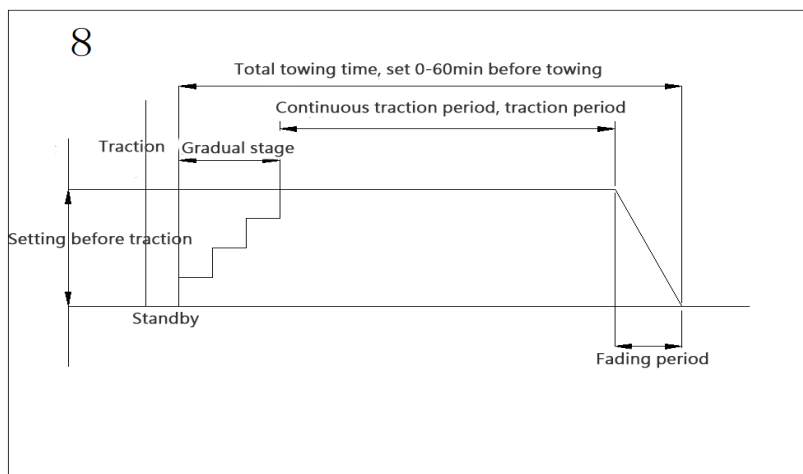 8
Total towing time, set 0-60min before towing
Continuous traction period, traction period
Traction
Gradual stage
Setting before traction
Standby
Fading period